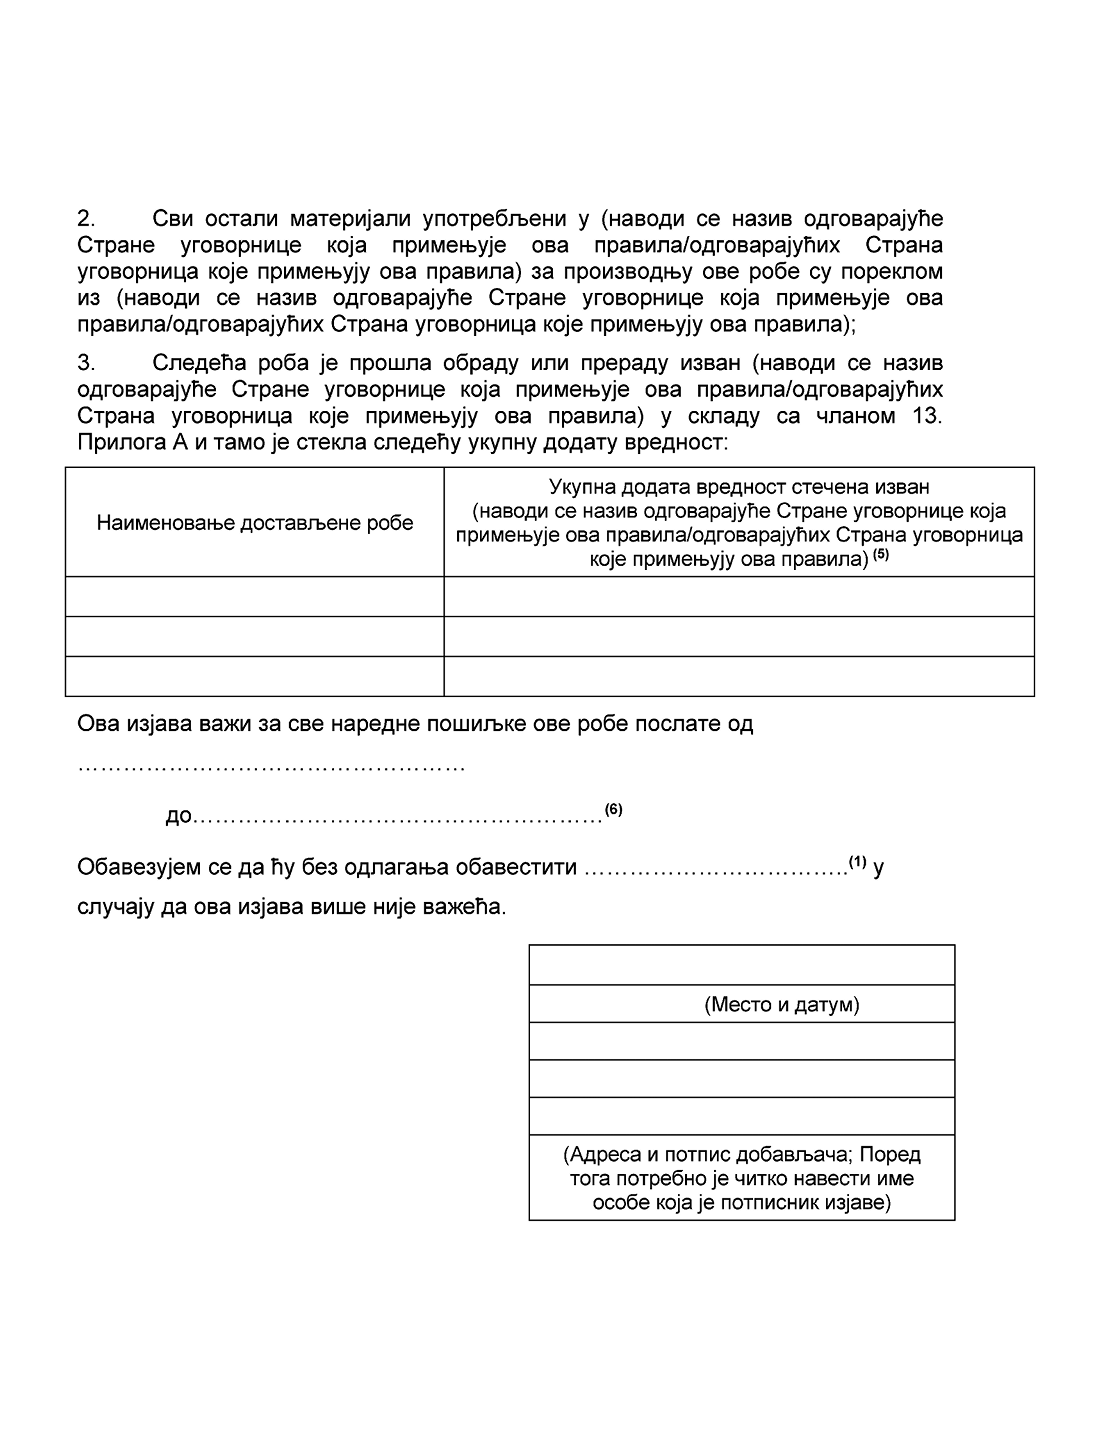 2. Сви остали материјали употребљени у (наводи се назив одговарајуће
Стране уговорнице која примењује ова правила/одговарајућих Страна
уговорница које примењују ова правила) за производњу ове робе су пореклом
из (наводи се назив одговарајуће Стране уговорнице која примењује ова
правила/одговарајућих Страна уговорница које примењују ова правила);
3. Следећа роба је прошла обраду или прераду изван (наводи се назив
одговарајуће Стране уговорнице која примењује ова правила/одговарајућих
Страна уговорница које примењују ова правила) у складу са чланом 13.
Прилога А и тамо је стекла следећу укупну додату вредност:
Наименовање достављене робе
Укупна додата вредност стечена изван
(наводи се назив одговарајуће Стране уговорнице која
примењује ова правила/одговарајућих Страна уговорница
које примењују ова правила) (5)
Ова изјава важи за све наредне пошиљке ове робе послате од
……………………………………………
до………………………………………………(6)
Обавезујем се да ћу без одлагања обавестити ……………………………..(1) у
случају да ова изјава више није важећа.
(Место и датум)
(Адреса и потпис добављача; Поред
тога потребно је читко навести име
особе која је потписник изјаве)